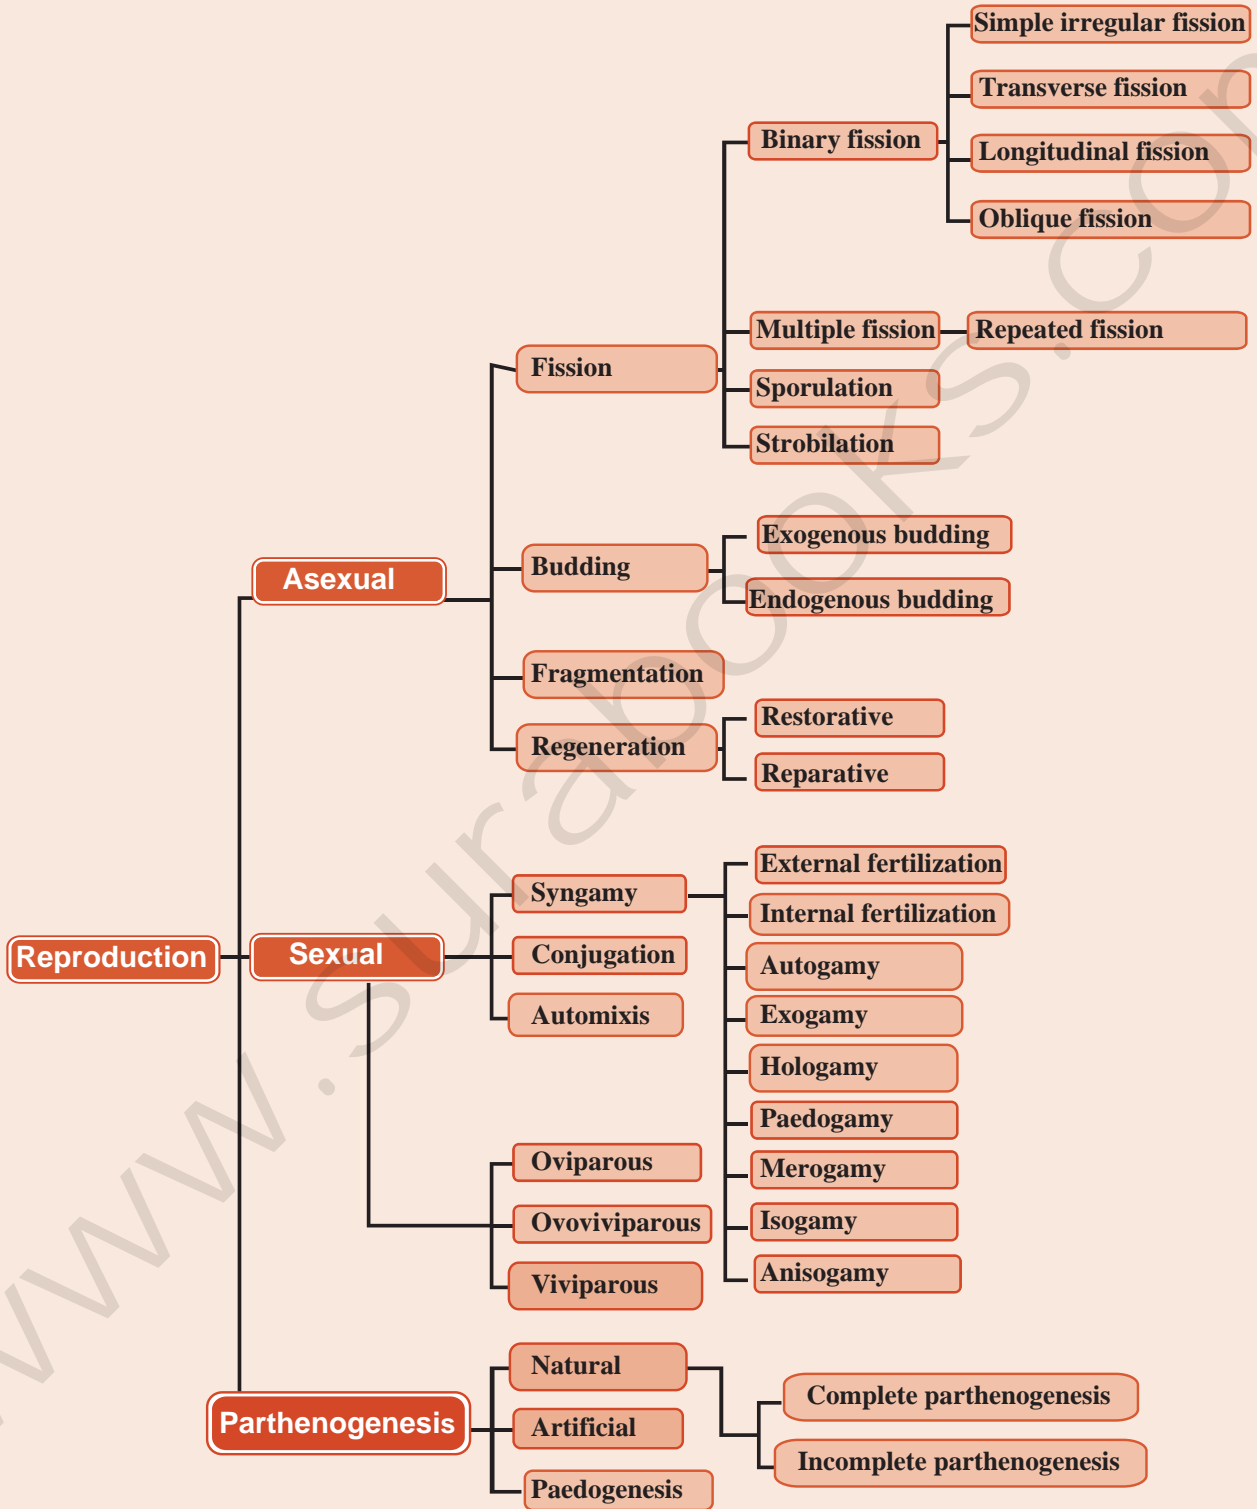 Simple irregular fission
Transverse fission
Binary fission
Longitudinal fission
Oblique fission
Multiple fission
Repeated fission
Fission
Sporulation
Strobilation
Exogenous budding
Budding
Asexual
Endogenous budding
Fragmentation
Restorative
Regeneration
Reparative
External fertilization
Syngamy
Internal fertilization
Reproduction
Sexual
Conjugation
Autogamy
Automixis
Exogamy
Hologamy
Paedogamy
Oviparous
Merogamy
Ovoviviparous
Isogamy
Viviparous
Anisogamy
Natural
Complete parthenogenesis
Parthenogenesis
Artificial
Incomplete parthenogenesis
Paedogenesis
www.surabooks.com